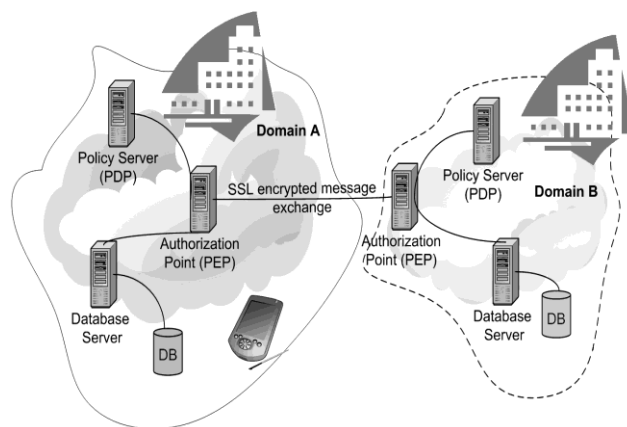 Domain A
Policy Server
(PDP)
SSL encrypted message
exchange
Authorization
Point (PEP)
Database
Server
DB
Policy Server
(PDP)
Domain B
Authorization
Point (PEP)
Database
Server
DB